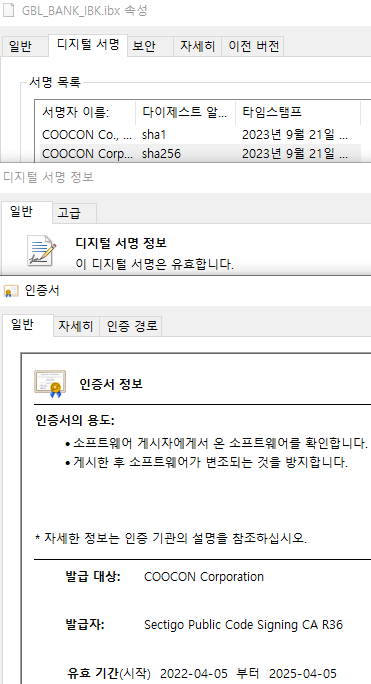 GBL_BANK_IBK.ibx 속성
일반 디지털 서명 보안 자세히 이전 버전
서명 목록
서명자 이름: 다이제스트 알... 타임스탬프
COOCON Co., ... sha1 2023년 9월 21일 ...
COOCON Corp... sha256 2023년 9월 21일 ...
디지털 서명 정보
일반 고급
디지털 서명 정보
이 디지털 서명은 유효합니다.
인증서
일반 자세히 인증 경로
인증서 정보
인증서의 용도:
• 소프트웨어 게시자에게서 온 소프트웨어를 확인합니다.
• 게시한 후 소프트웨어가 변조되는 것을 방지합니다.
* 자세한 정보는 인증 기관의 설명을 참조하십시오.
발급 대상: COOCON Corporation
발급자: Sectigo Public Code Signing CA R36
유효 기간(시작) 2022-04-05 부터 2025-04-05